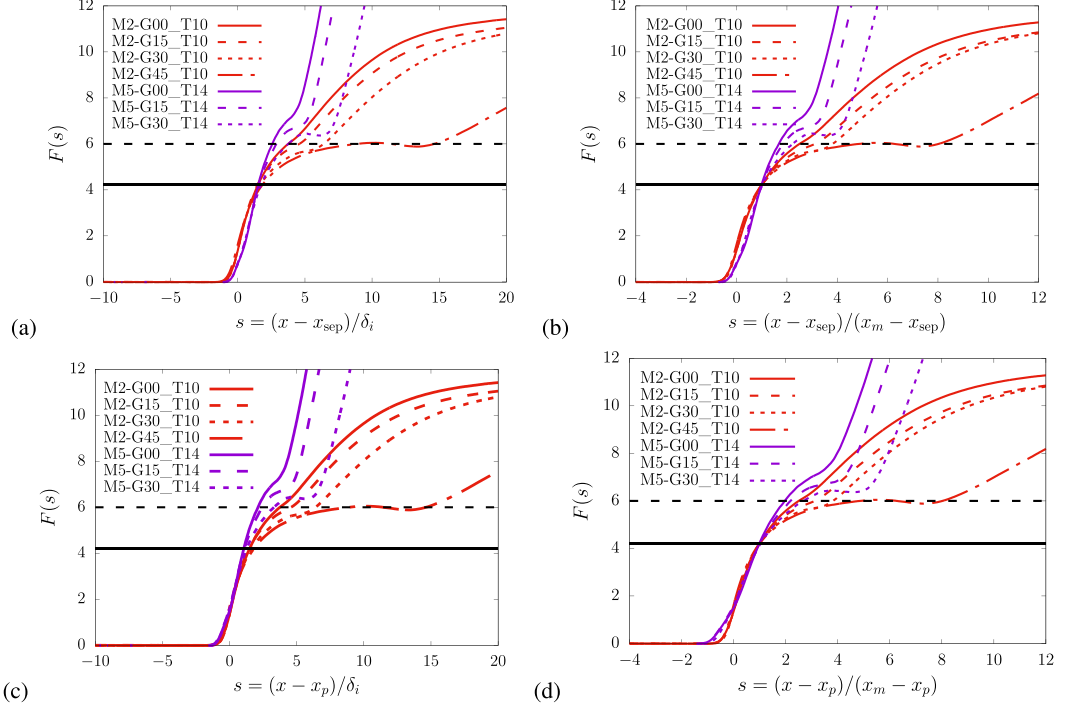 12
10
8
6
4
2
0
F(s)
M2-G00_T10
M2-G15_T10
M2-G30_T10
M2-G45_T10
M5-G00_T14
M5-G15_T14
M5-G30_T14
−10 −5 0 5 10 15 20
(a) s = (x − x_sep)/δ_i
12
10
8
6
4
2
0
F(s)
M2-G00_T10
M2-G15_T10
M2-G30_T10
M2-G45_T10
M5-G00_T14
M5-G15_T14
M5-G30_T14
−4 −2 0 2 4 6 8 10 12
(b) s = (x − x_sep)/(x_m − x_sep)
12
10
8
6
4
2
0
F(s)
M2-G00_T10
M2-G15_T10
M2-G30_T10
M2-G45_T10
M5-G00_T14
M5-G15_T14
M5-G30_T14
−10 −5 0 5 10 15 20
(c) s = (x − x_p)/δ_i
12
10
8
6
4
2
0
F(s)
M2-G00_T10
M2-G15_T10
M2-G30_T10
M2-G45_T10
M5-G00_T14
M5-G15_T14
M5-G30_T14
−4 −2 0 2 4 6 8 10 12
(d) s = (x − x_p)/(x_m − x_p)